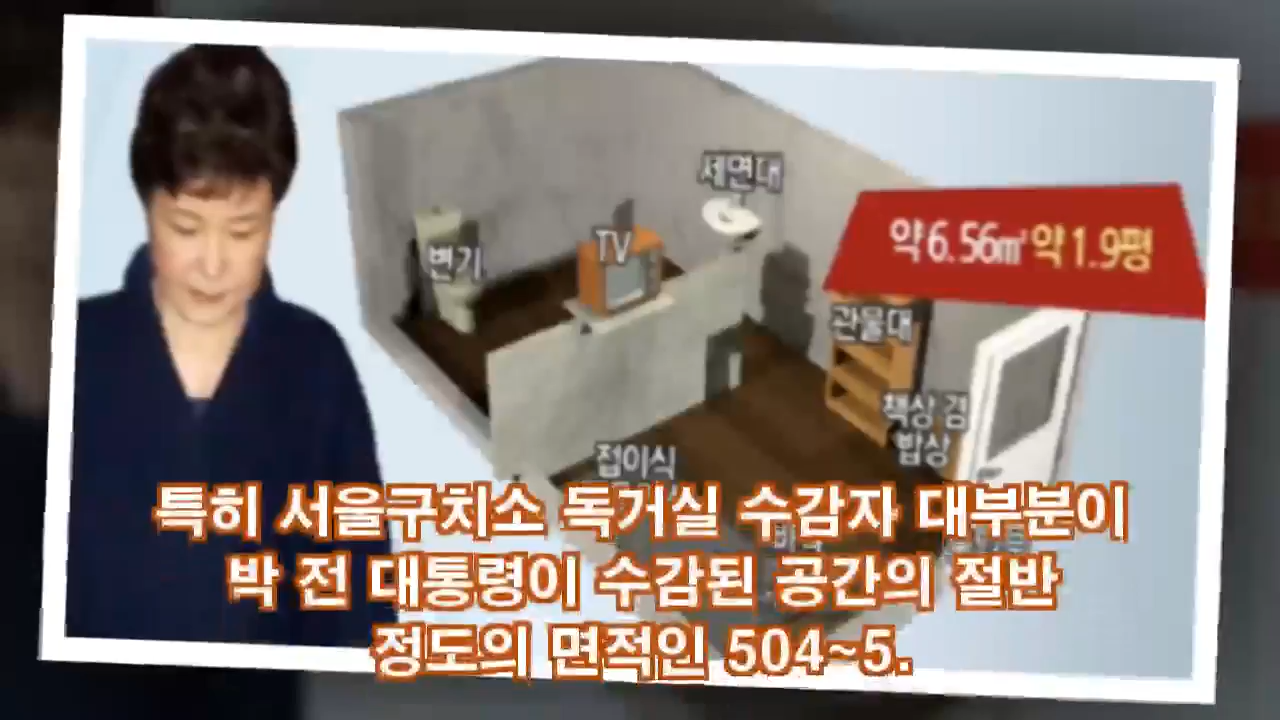 세면대
변기
TV
약 6.56㎡ 약 1.9평
관물대
책상 겸
밥상
접이식
특히 서울구치소 독거실 수감자 대부분이
박 전 대통령이 수감된 공간의 절반
정도의 면적인 504~5.